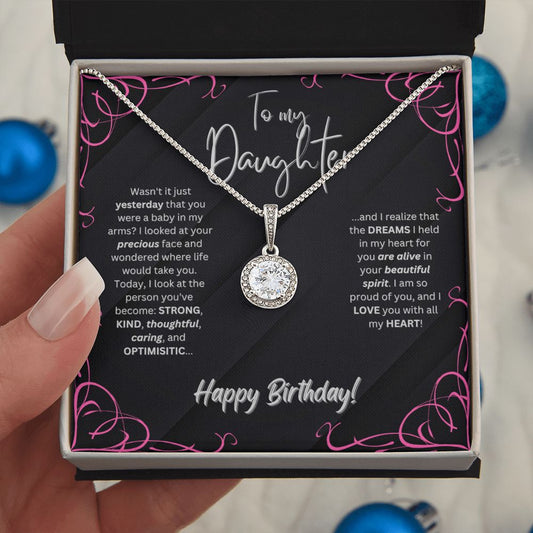 To my
Daughter
Wasn't it just
yesterday that you
were a baby in my
arms? I looked at your
precious face and
wondered where life
would take you.
Today, I look at the
person you've
become: STRONG,
KIND, thoughtful,
caring, and
OPTIMISITIC...
...and I realize that
the DREAMS I held
in my heart for
you are alive in
your beautiful
spirit. I am so
proud of you, and I
LOVE you with all
my HEART!
Happy Birthday!